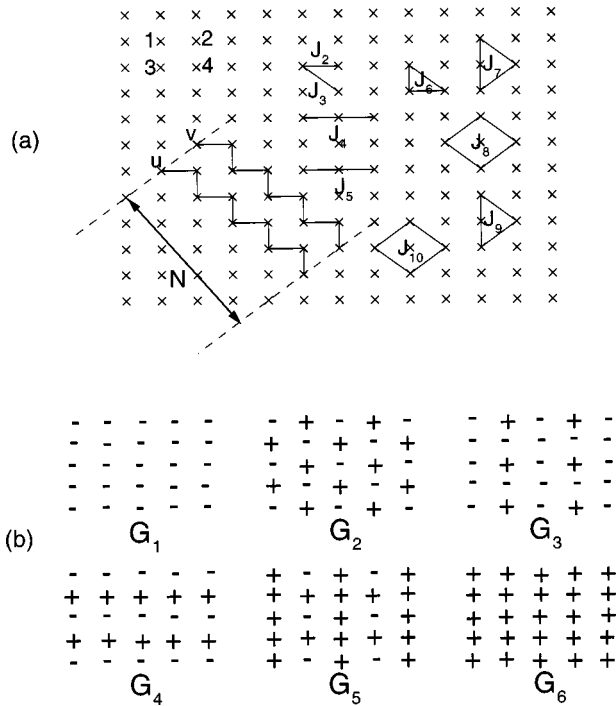 1 2
3 4
J2
J3
J6
J7
(a)
J4
v
u
J5
J8
J9
J10
N
- - - - -
- - - - -
- - - - -
- - - - -
- - - - -
G1
- + - + -
+ - + - +
- + - + -
+ - + - +
- + - + -
G2
- + - + -
- - - - -
- + - + -
- - - - -
- + - + -
G3
(b)
- - - - -
+ + + + +
- - - - -
+ + + + +
- - - - -
G4
+ - + - +
+ + + + +
+ - + - +
+ + + + +
+ - + - +
G5
+ + + + +
+ + + + +
+ + + + +
+ + + + +
+ + + + +
G6